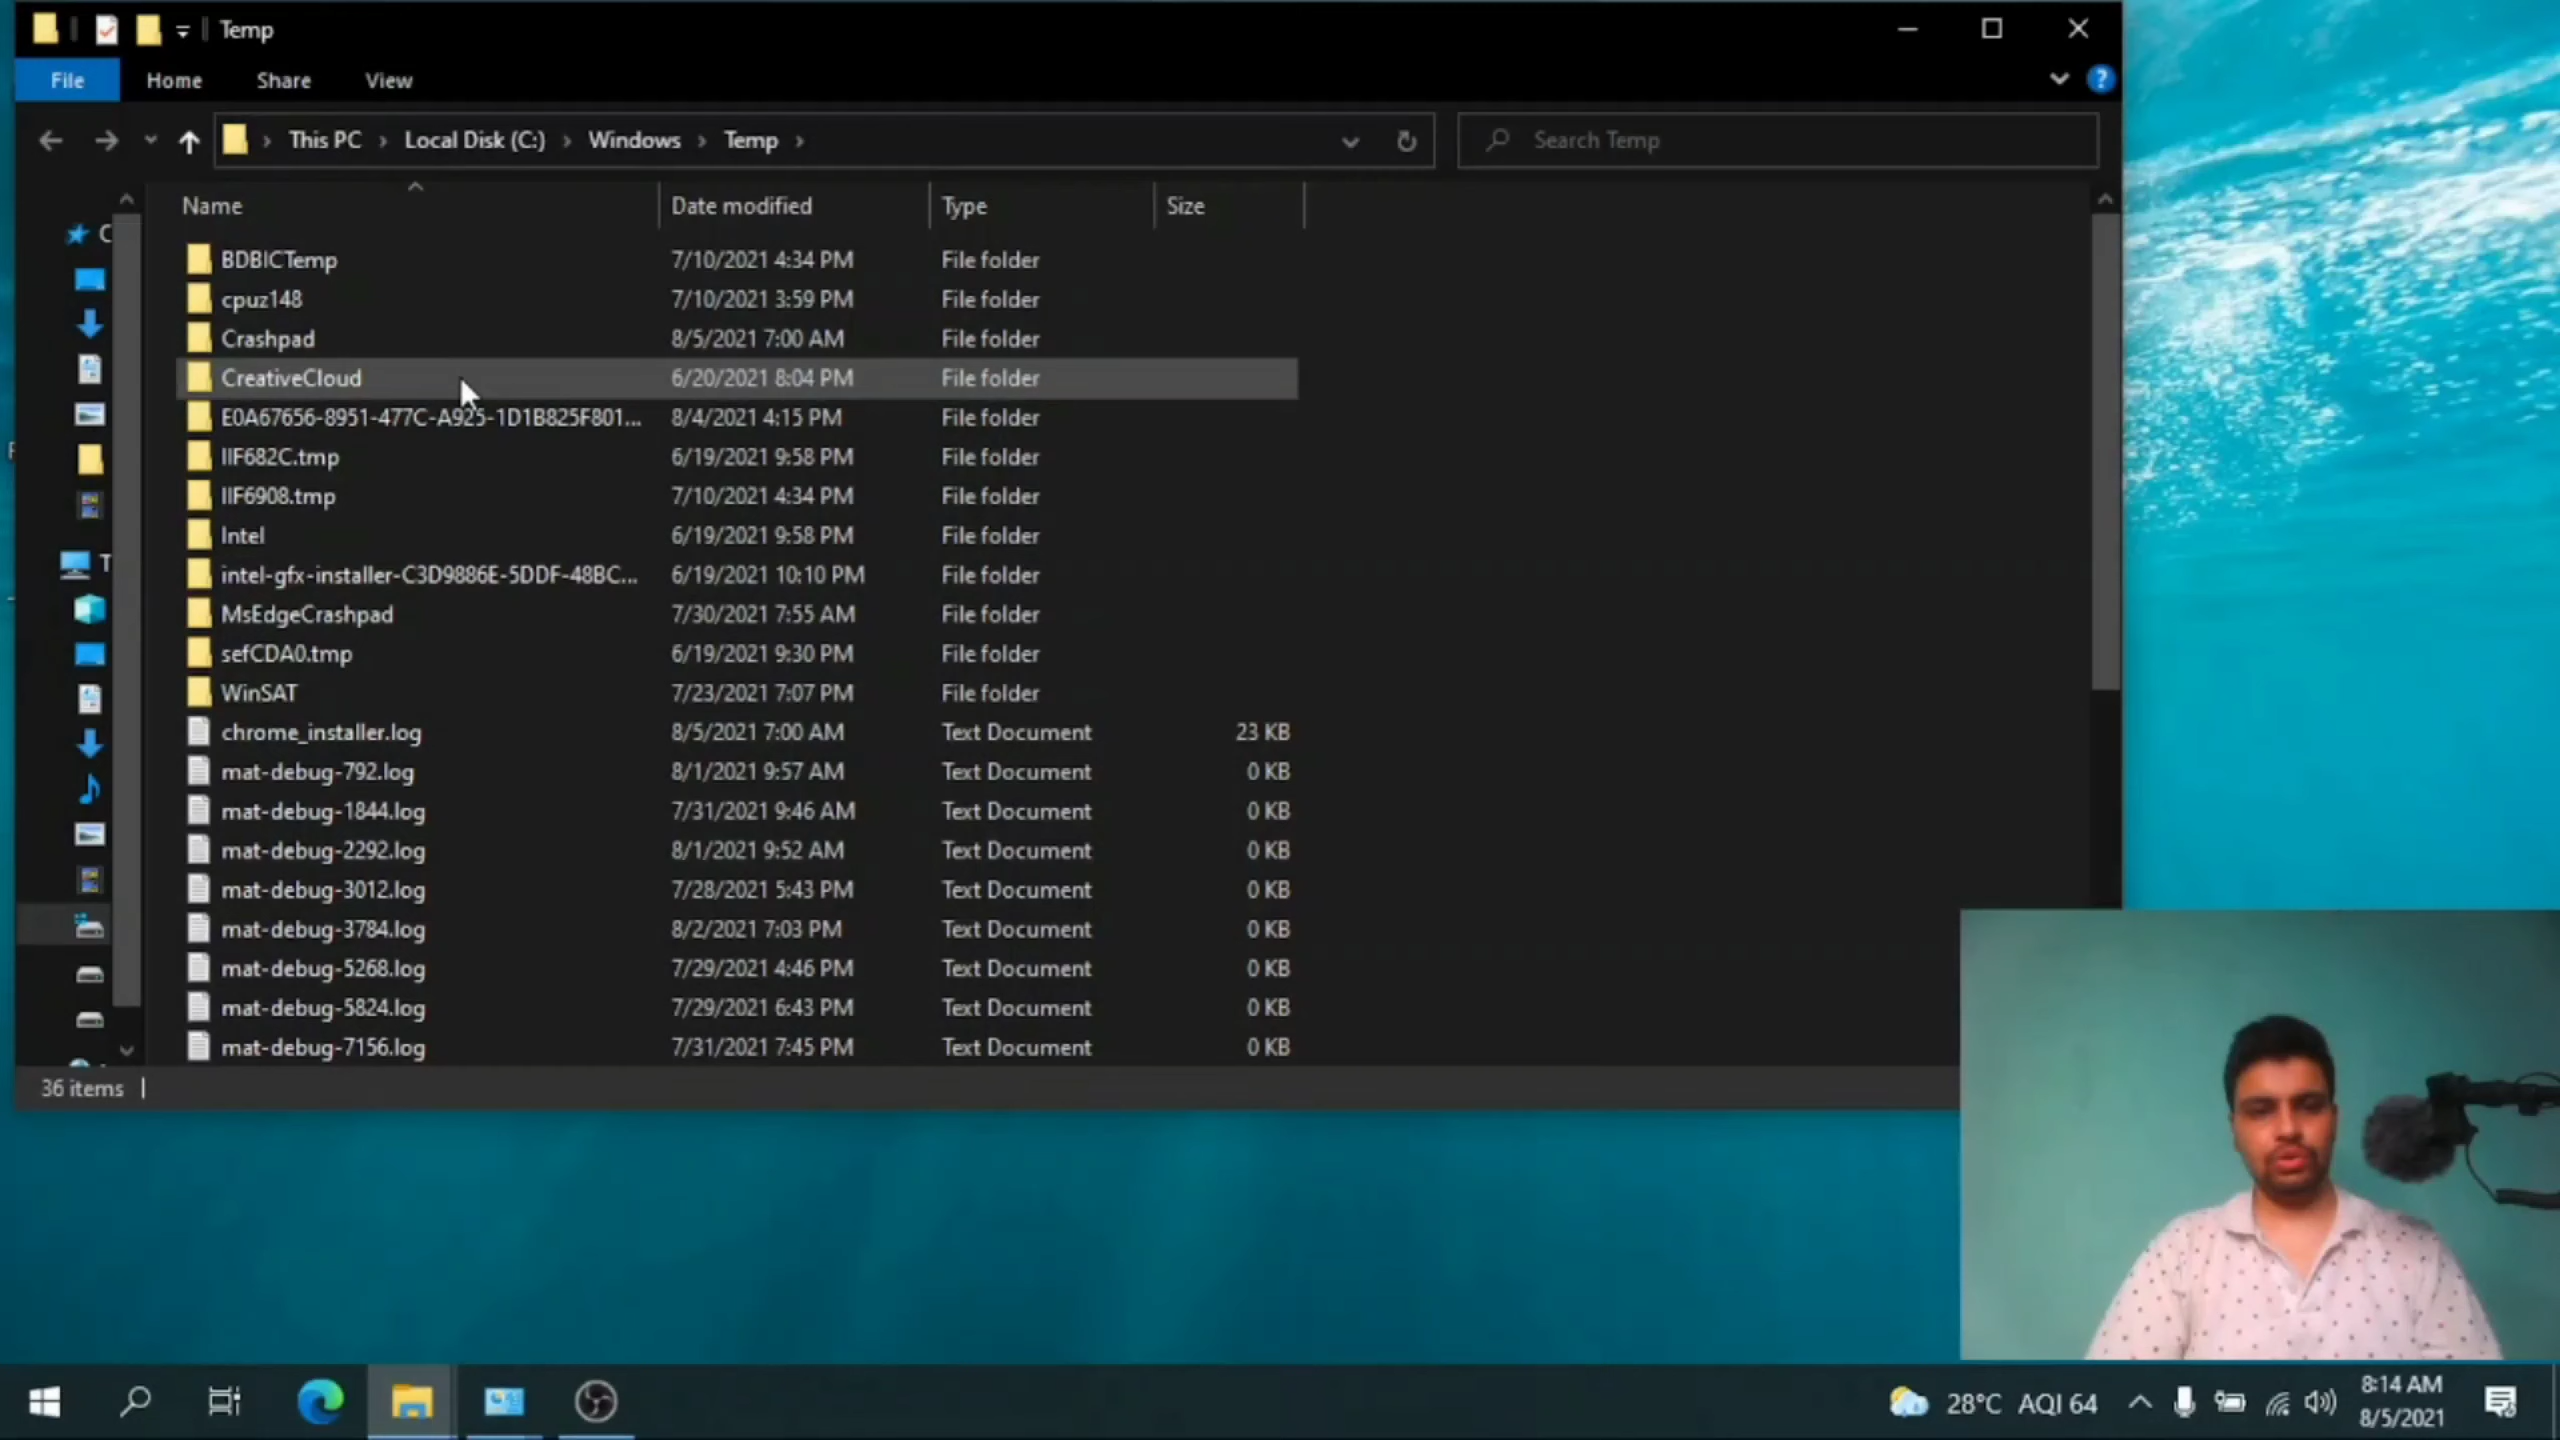 Temp
File Home Share View
This PC › Local Disk (C:) › Windows › Temp ›
Search Temp
Name Date modified Type Size
BDBICTemp 7/10/2021 4:34 PM File folder
cpuz148 7/10/2021 3:59 PM File folder
Crashpad 8/5/2021 7:00 AM File folder
CreativeCloud 6/20/2021 8:04 PM File folder
E0A67656-8951-477C-A925-1D1B825F801... 8/4/2021 4:15 PM File folder
IIF682C.tmp 6/19/2021 9:58 PM File folder
IIF6908.tmp 7/10/2021 4:34 PM File folder
Intel 6/19/2021 9:58 PM File folder
intel-gfx-installer-C3D9886E-5DDF-48BC... 6/19/2021 10:10 PM File folder
MsEdgeCrashpad 7/30/2021 7:55 AM File folder
sefCDA0.tmp 6/19/2021 9:30 PM File folder
WinSAT 7/23/2021 7:07 PM File folder
chrome_installer.log 8/5/2021 7:00 AM Text Document 23 KB
mat-debug-792.log 8/1/2021 9:57 AM Text Document 0 KB
mat-debug-1844.log 7/31/2021 9:46 AM Text Document 0 KB
mat-debug-2292.log 8/1/2021 9:52 AM Text Document 0 KB
mat-debug-3012.log 7/28/2021 5:43 PM Text Document 0 KB
mat-debug-3784.log 8/2/2021 7:03 PM Text Document 0 KB
mat-debug-5268.log 7/29/2021 4:46 PM Text Document 0 KB
mat-debug-5824.log 7/29/2021 6:43 PM Text Document 0 KB
mat-debug-7156.log 7/31/2021 7:45 PM Text Document 0 KB
36 items
28°C AQI 64
8:14 AM
8/5/2021